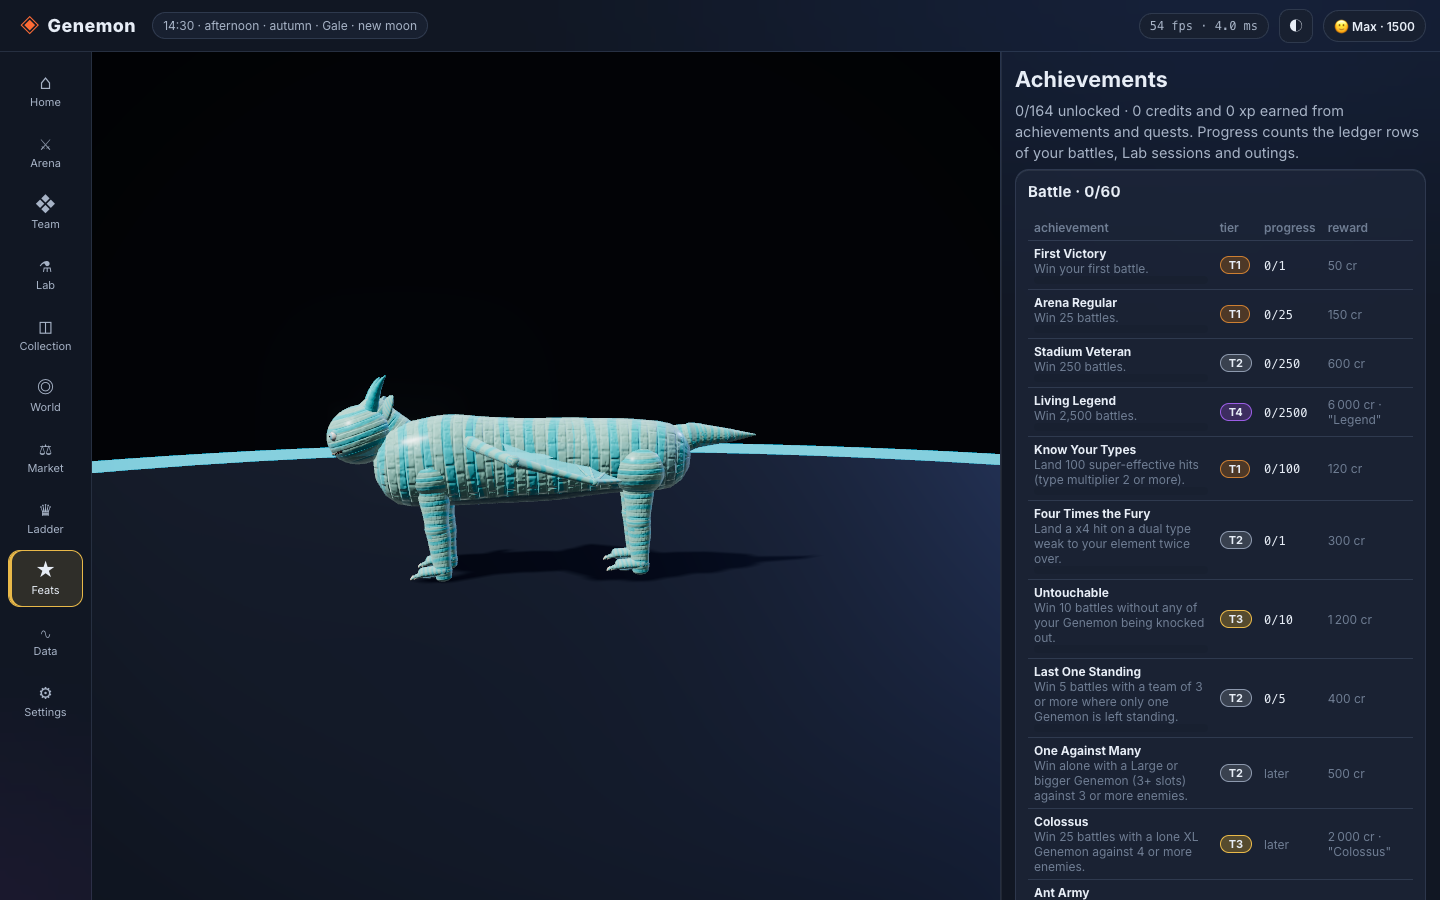 Genemon
14:30 · afternoon · autumn · Gale · new moon
54 fps · 4.0 ms
Max · 1500
Home
Arena
Team
Lab
Collection
World
Market
Ladder
Feats
Data
Settings
Achievements
0/164 unlocked · 0 credits and 0 xp earned from
achievements and quests. Progress counts the ledger rows
of your battles, Lab sessions and outings.
Battle · 0/60
achievement tier progress reward
First Victory
Win your first battle.
T1 0/1 50 cr
Arena Regular
Win 25 battles.
T1 0/25 150 cr
Stadium Veteran
Win 250 battles.
T2 0/250 600 cr
Living Legend
Win 2,500 battles.
T4 0/2500 6 000 cr ·
"Legend"
Know Your Types
Land 100 super-effective hits
(type multiplier 2 or more).
T1 0/100 120 cr
Four Times the Fury
Land a x4 hit on a dual type
weak to your element twice
over.
T2 0/1 300 cr
Untouchable
Win 10 battles without any of
your Genemon being knocked
out.
T3 0/10 1 200 cr
Last One Standing
Win 5 battles with a team of 3
or more where only one
Genemon is left standing.
T2 0/5 400 cr
One Against Many
Win alone with a Large or
bigger Genemon (3+ slots)
against 3 or more enemies.
T2 later 500 cr
Colossus
Win 25 battles with a lone XL
Genemon against 4 or more
enemies.
T3 later 2 000 cr ·
"Colossus"
Ant Army